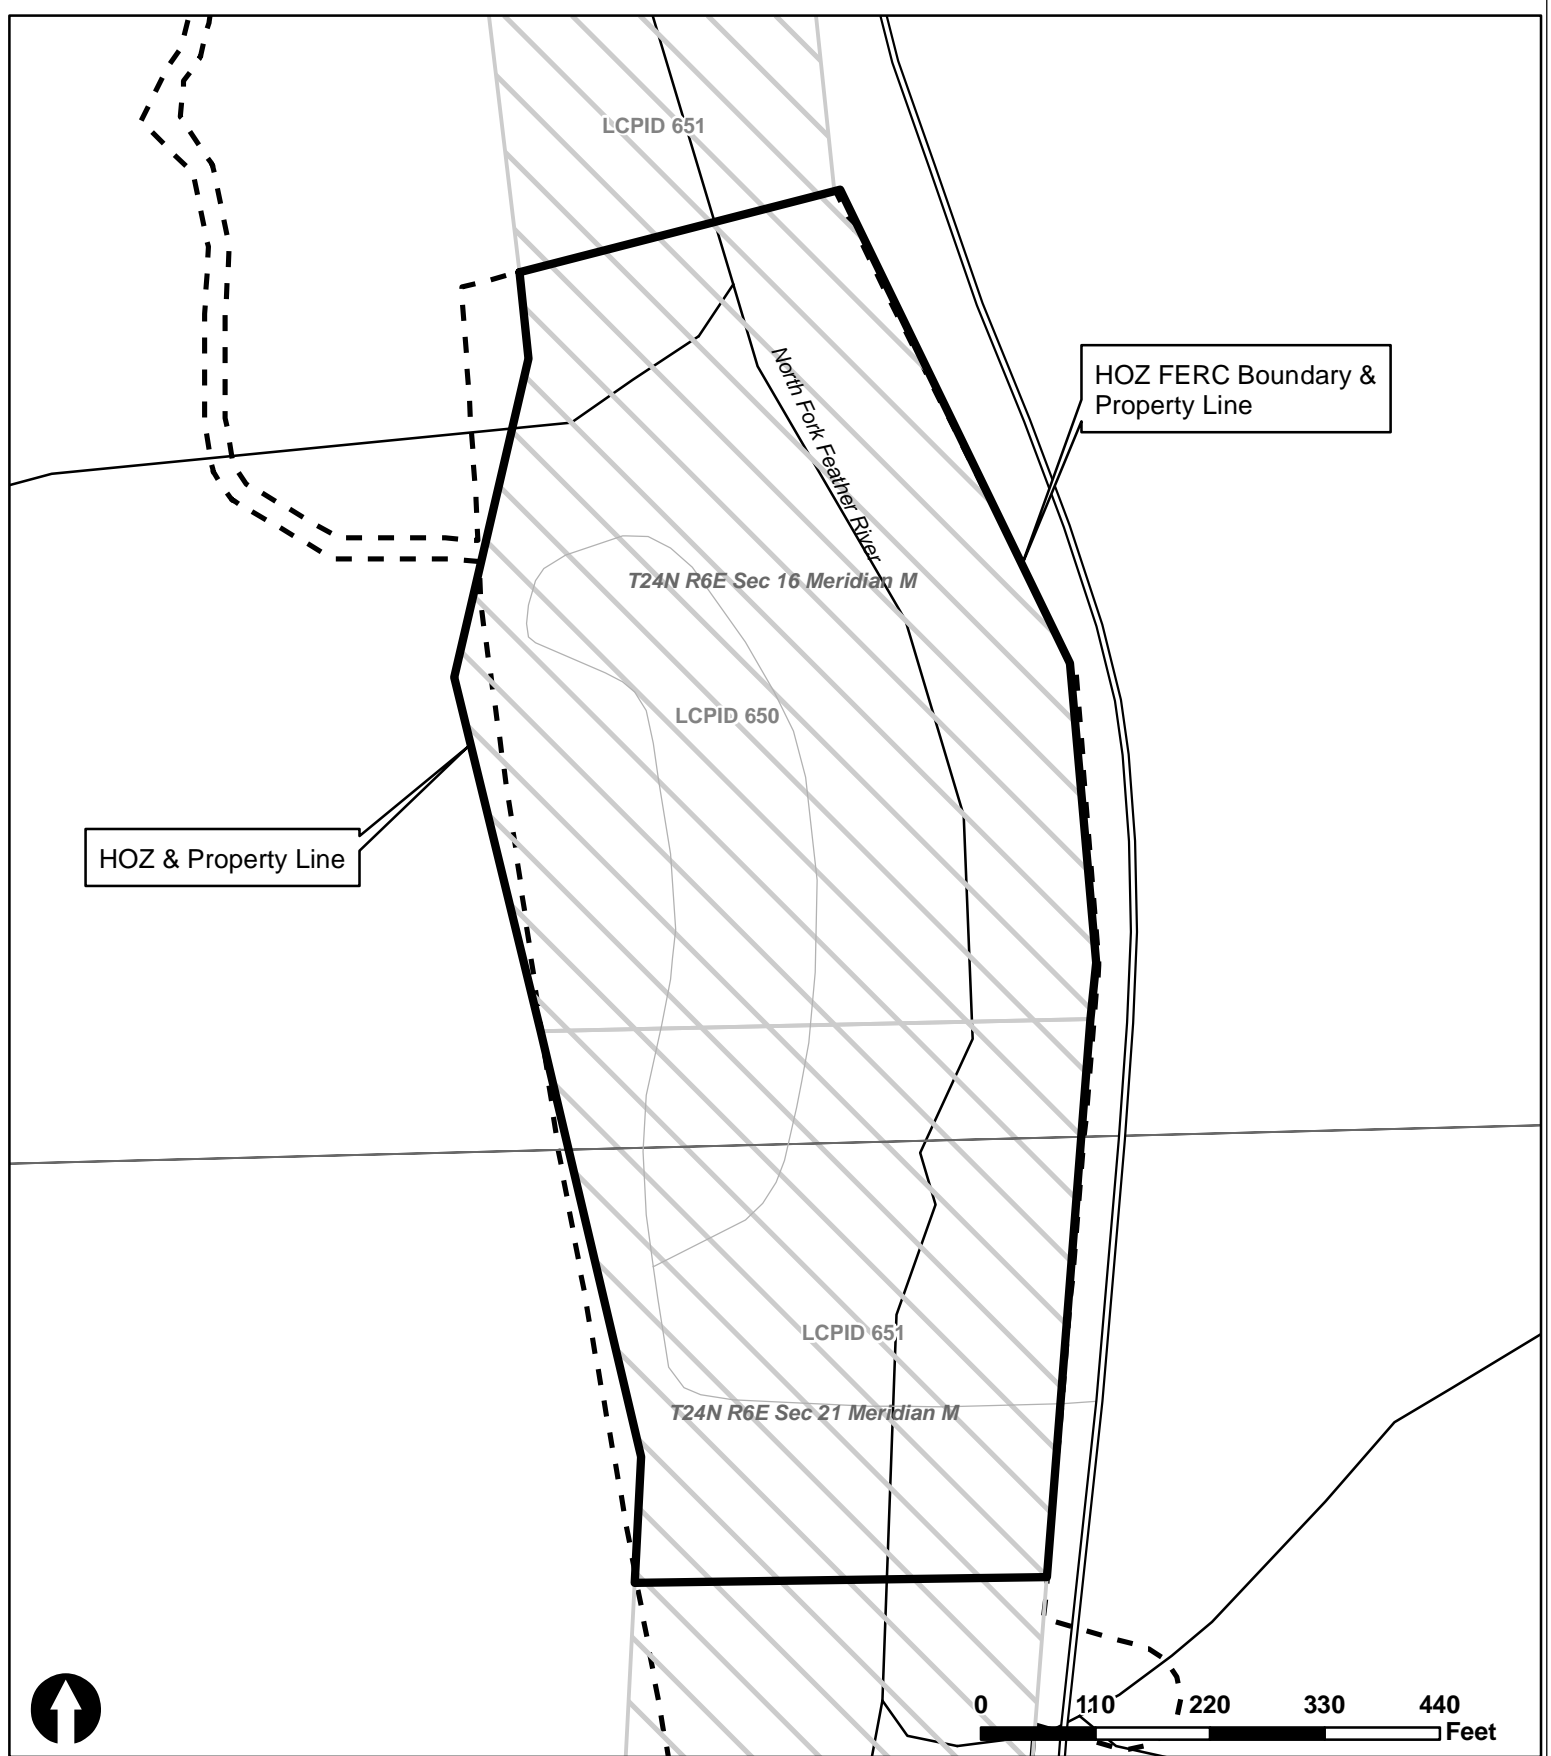 LCPID 651
HOZ FERC Boundary &
Property Line
North Fork Feather River
T24N R6E Sec 16 Meridian M
LCPID 650
HOZ & Property Line
LCPID 651
T24N R6E Sec 21 Meridian M
0 110 220 330 440
Feet